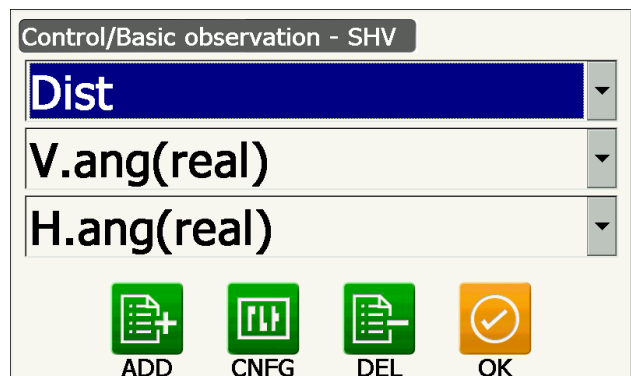 Control/Basic observation - SHV
Dist
V.ang(real)
H.ang(real)
ADD CNFG DEL OK